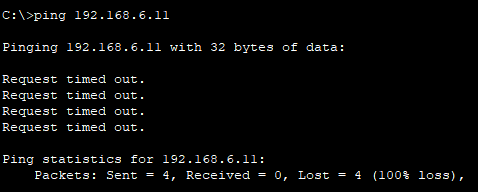 C:\>ping 192.168.6.11
Pinging 192.168.6.11 with 32 bytes of data:
Request timed out.
Request timed out.
Request timed out.
Request timed out.
Ping statistics for 192.168.6.11:
    Packets: Sent = 4, Received = 0, Lost = 4 (100% loss),